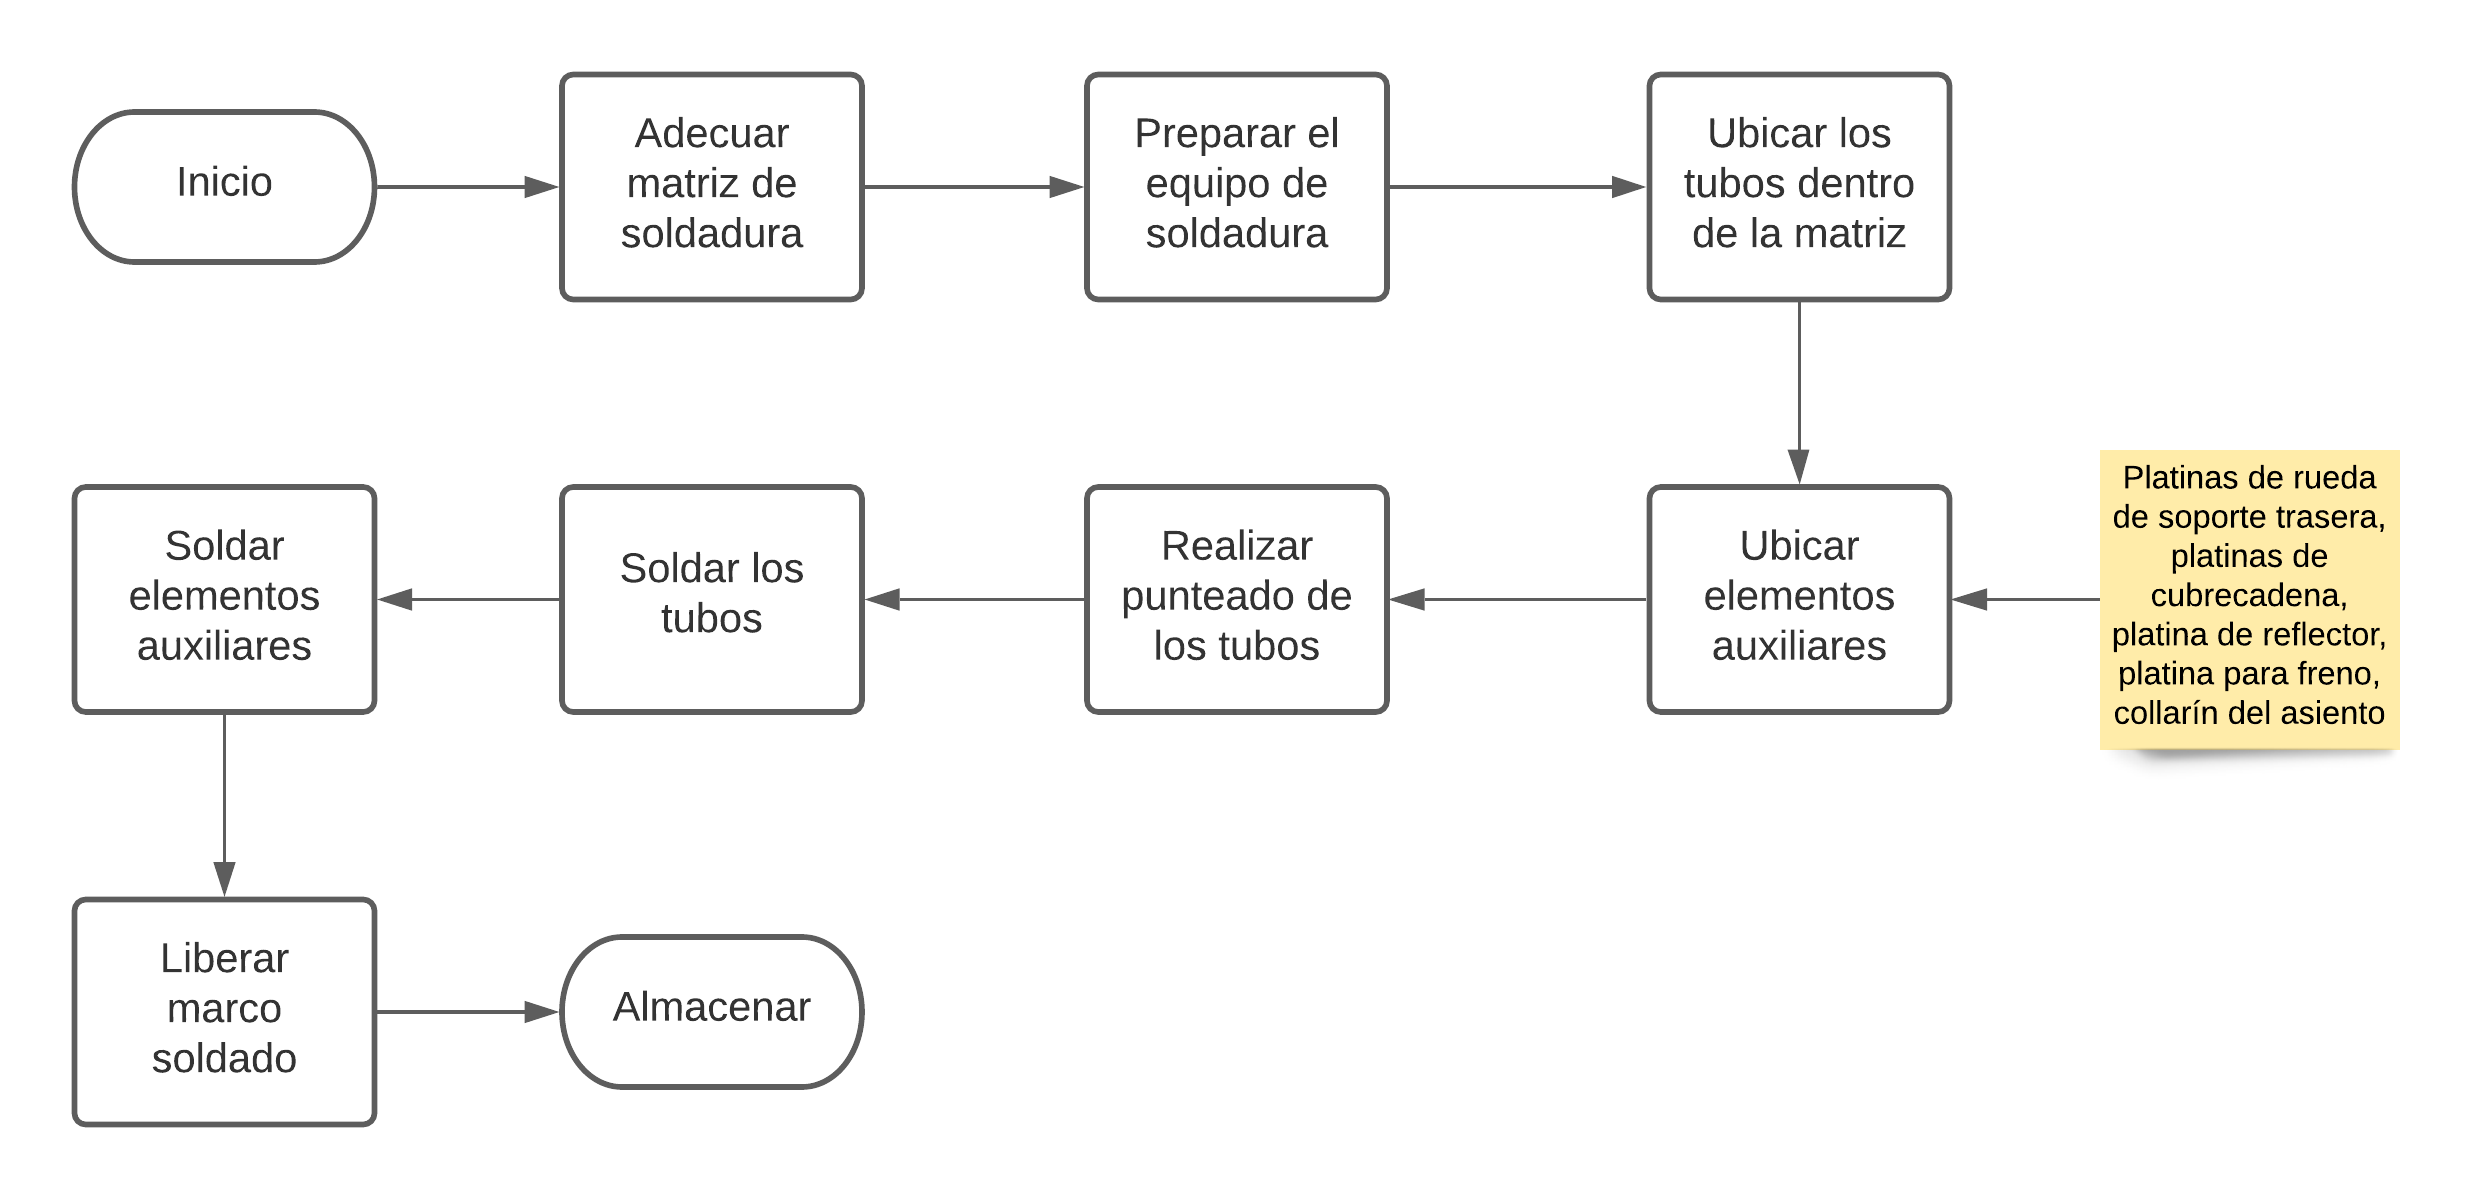 Inicio
Adecuar
matriz de
soldadura
Preparar el
equipo de
soldadura
Ubicar los
tubos dentro
de la matriz
Platinas de rueda
de soporte trasera,
platinas de
cubrecadena,
platina de reflector,
platina para freno,
collarín del asiento
Ubicar
elementos
auxiliares
Realizar
punteado de
los tubos
Soldar los
tubos
Soldar
elementos
auxiliares
Liberar
marco
soldado
Almacenar